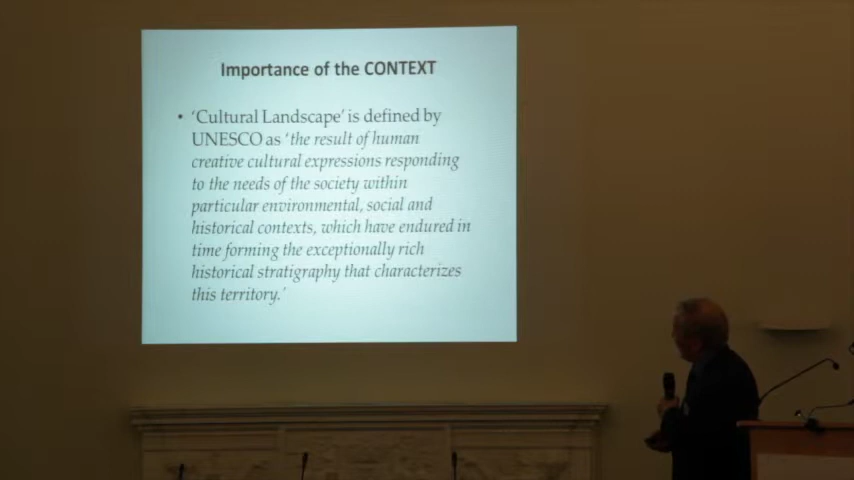 Importance of the CONTEXT
• 'Cultural Landscape' is defined by
UNESCO as 'the result of human
creative cultural expressions responding
to the needs of the society within
particular environmental, social and
historical contexts, which have endured in
time forming the exceptionally rich
historical stratigraphy that characterizes
this territory.'